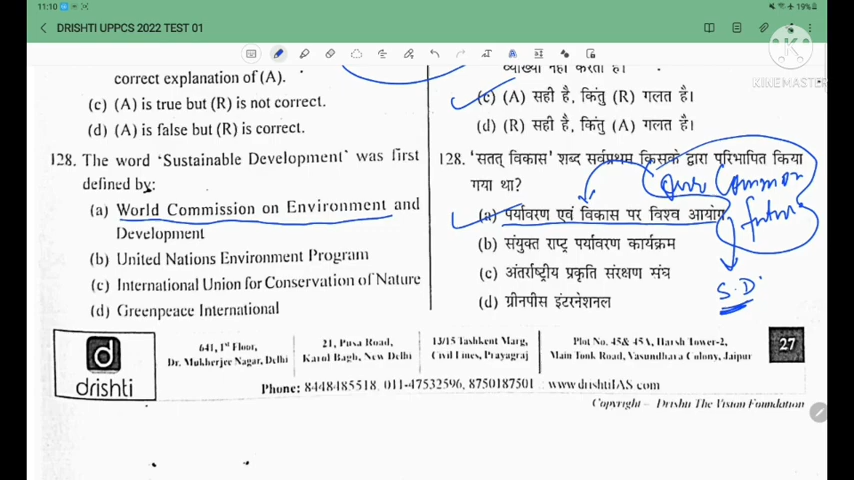 11:10
19%
DRISHTI UPPCS 2022 TEST 01
KINEMASTER
correct explanation of (A).
(c) (A) is true but (R) is not correct.
(d) (A) is false but (R) is correct.
128. The word 'Sustainable Development' was first
defined by:
(a) World Commission on Environment and
Development
(b) United Nations Environment Program
(c) International Union for Conservation of Nature
(d) Greenpeace International
व्याख्या नहीं करता है।
(c) (A) सही है, किंतु (R) गलत है।
(d) (R) सही है, किंतु (A) गलत है।
128. 'सतत् विकास' शब्द सर्वप्रथम किसके द्वारा परिभाषित किया
गया था?
(a) पर्यावरण एवं विकास पर विश्व आयोग
(b) संयुक्त राष्ट्र पर्यावरण कार्यक्रम
(c) अंतर्राष्ट्रीय प्रकृति संरक्षण संघ
(d) ग्रीनपीस इंटरनेशनल
our Common
future
S.D.
drishti
641, 1st Floor,
Dr. Mukherjee Nagar, Delhi
21, Pusa Road,
Karol Bagh, New Delhi
13/15 Tashkent Marg,
Civil Lines, Prayagraj
Plot No. 45& 45A, Harsh Tower-2,
Main Tonk Road, Vasundhara Colony, Jaipur
27
Phone: 8448485518, 011-47532596, 8750187501 www.drishtiIAS.com
Copyright – Drishti The Vision Foundation